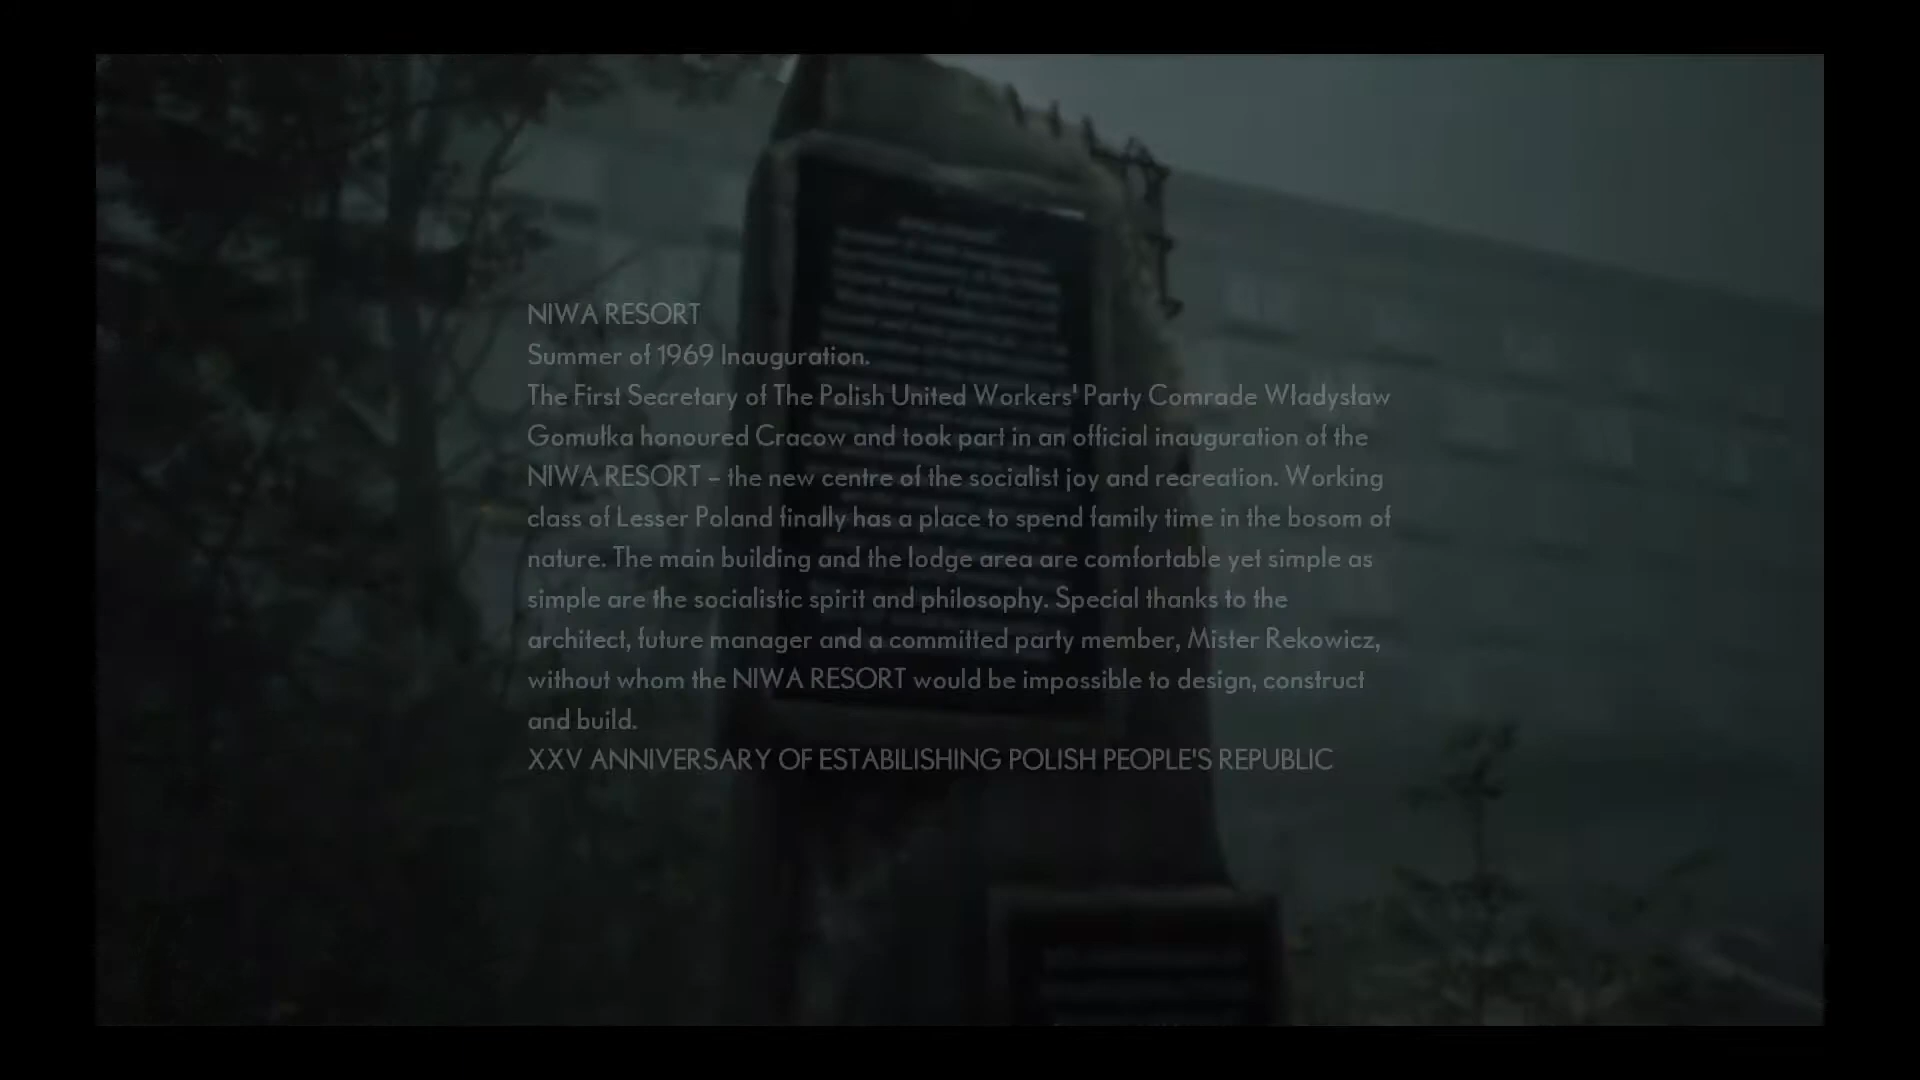 NIWA RESORT
Summer of 1969 Inauguration.
The First Secretary of The Polish United Workers' Party Comrade Władysław
Gomułka honoured Cracow and took part in an official inauguration of the
NIWA RESORT – the new centre of the socialist joy and recreation. Working
class of Lesser Poland finally has a place to spend family time in the bosom of
nature. The main building and the lodge area are comfortable yet simple as
simple are the socialistic spirit and philosophy. Special thanks to the
architect, future manager and a committed party member, Mister Rekowicz,
without whom the NIWA RESORT would be impossible to design, construct
and build.
XXV ANNIVERSARY OF ESTABILISHING POLISH PEOPLE'S REPUBLIC